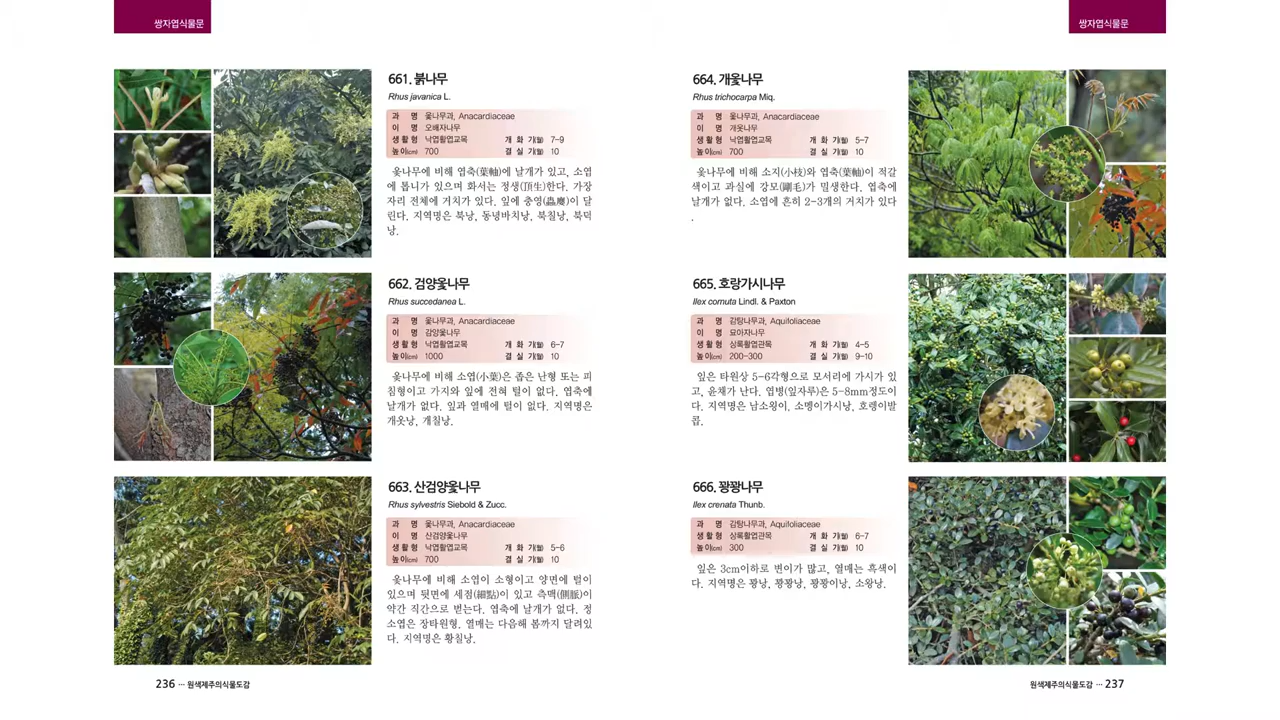 쌍자엽식물문
661. 붉나무
Rhus javanica L.
과 명 옻나무과, Anacardiaceae
이 명 오배자나무
생 활 형 낙엽활엽교목 개 화 기(월) 7-9
높 이(cm) 700 결 실 기(월) 10
옻나무에 비해 엽축(葉軸)에 날개가 있고, 소엽
에 톱니가 있으며 화서는 정생(頂生)한다. 가장
자리 전체에 거치가 있다. 잎에 충영(蟲廮)이 달
린다. 지역명은 북낭, 동녕바치낭, 북칠낭, 북덕
낭.
662. 검양옻나무
Rhus succedanea L.
과 명 옻나무과, Anacardiaceae
이 명 감양옻나무
생 활 형 낙엽활엽교목 개 화 기(월) 6-7
높 이(cm) 1000 결 실 기(월) 10
옻나무에 비해 소엽(小葉)은 좁은 난형 또는 피
침형이고 가지와 잎에 전혀 털이 없다. 엽축에
날개가 없다. 잎과 열매에 털이 없다. 지역명은
개옷낭, 개칠낭.
663. 산검양옻나무
Rhus sylvestris Siebold & Zucc.
과 명 옻나무과, Anacardiaceae
이 명 산검양옻나무
생 활 형 낙엽활엽교목 개 화 기(월) 5-6
높 이(cm) 700 결 실 기(월) 10
옻나무에 비해 소엽이 소형이고 양면에 털이
있으며 뒷면에 세점(細點)이 있고 측맥(側脈)이
약간 직간으로 벋는다. 엽축에 날개가 없다. 정
소엽은 장타원형. 열매는 다음해 봄까지 달려있
다. 지역명은 황칠낭.
236 ··· 원색제주의식물도감
쌍자엽식물문
664. 개옻나무
Rhus trichocarpa Miq.
과 명 옻나무과, Anacardiaceae
이 명 개옷나무
생 활 형 낙엽활엽교목 개 화 기(월) 5-7
높 이(cm) 700 결 실 기(월) 10
옻나무에 비해 소지(小枝)와 엽축(葉軸)이 적갈
색이고 과실에 강모(剛毛)가 밀생한다. 엽축에
날개가 없다. 소엽에 흔히 2-3개의 거치가 있다
.
665. 호랑가시나무
Ilex cornuta Lindl. & Paxton
과 명 감탕나무과, Aquifoliaceae
이 명 묘아자나무
생 활 형 상록활엽관목 개 화 기(월) 4-5
높 이(cm) 200-300 결 실 기(월) 9-10
잎은 타원상 5-6각형으로 모서리에 가시가 있
고, 윤채가 난다. 엽병(잎자루)은 5-8mm정도이
다. 지역명은 남소왕이, 소멩이가시낭, 호랭이발
콥.
666. 꽝꽝나무
Ilex crenata Thunb.
과 명 감탕나무과, Aquifoliaceae
생 활 형 상록활엽관목 개 화 기(월) 6-7
높 이(cm) 300 결 실 기(월) 10
잎은 3cm이하로 변이가 많고, 열매는 흑색이
다. 지역명은 꽝낭, 꽝꽝낭, 꽝꽝이낭, 소왕낭.
원색제주의식물도감 ··· 237